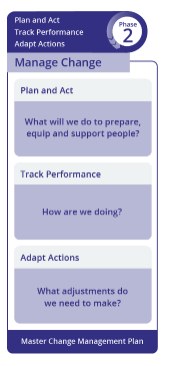 Plan and Act
Track Performance
Adapt Actions
Phase
2
Manage Change
Plan and Act
What will we do to prepare,
equip and support people?
Track Performance
How are we doing?
Adapt Actions
What adjustments do
we need to make?
Master Change Management Plan